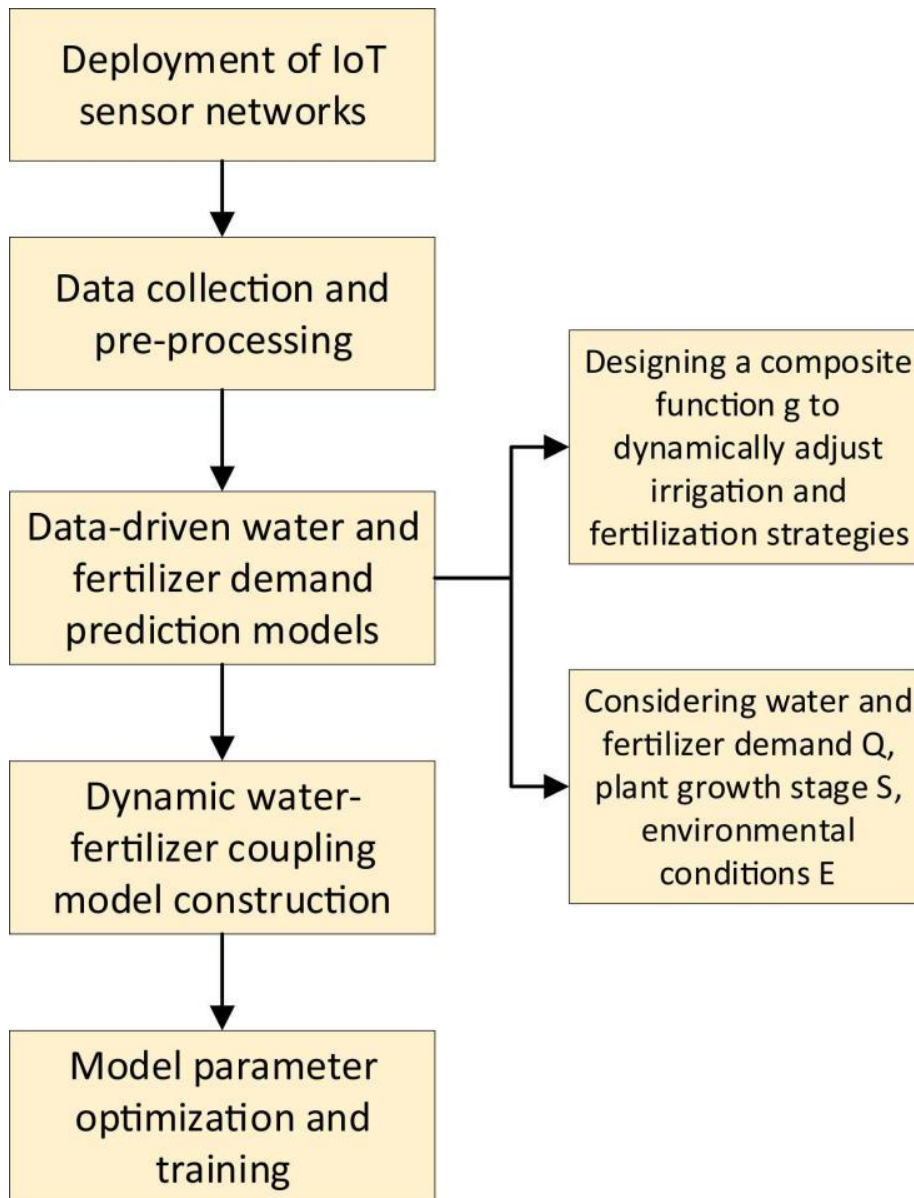 Deployment of IoT
sensor networks
Data collection and
pre-processing
Data-driven water and
fertilizer demand
prediction models
Dynamic water-
fertilizer coupling
model construction
Model parameter
optimization and
training
Designing a composite
function g to
dynamically adjust
irrigation and
fertilization strategies
Considering water and
fertilizer demand Q,
plant growth stage S,
environmental
conditions E